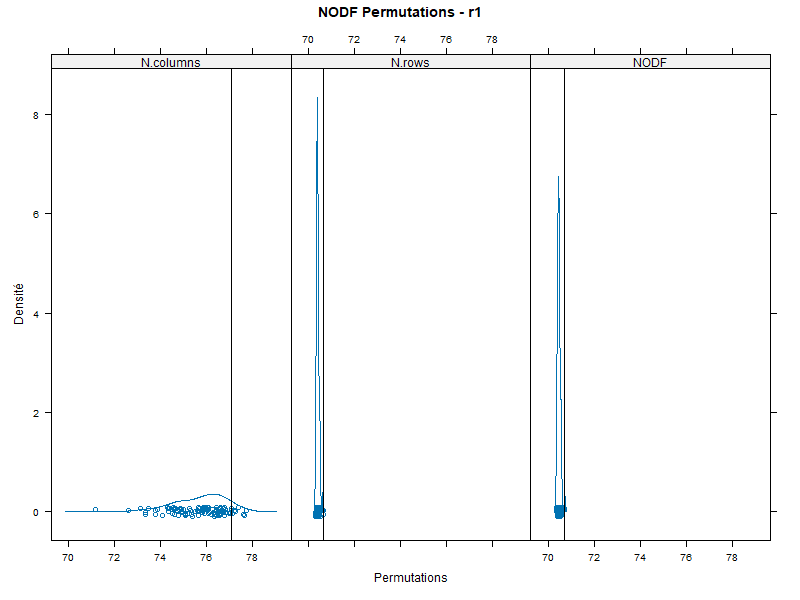 NODF Permutations - r1
70 72 74 76 78
N.columns N.rows NODF
8
6
4
2
0
Densité
70 72 74 76 78 70 72 74 76 78
Permutations